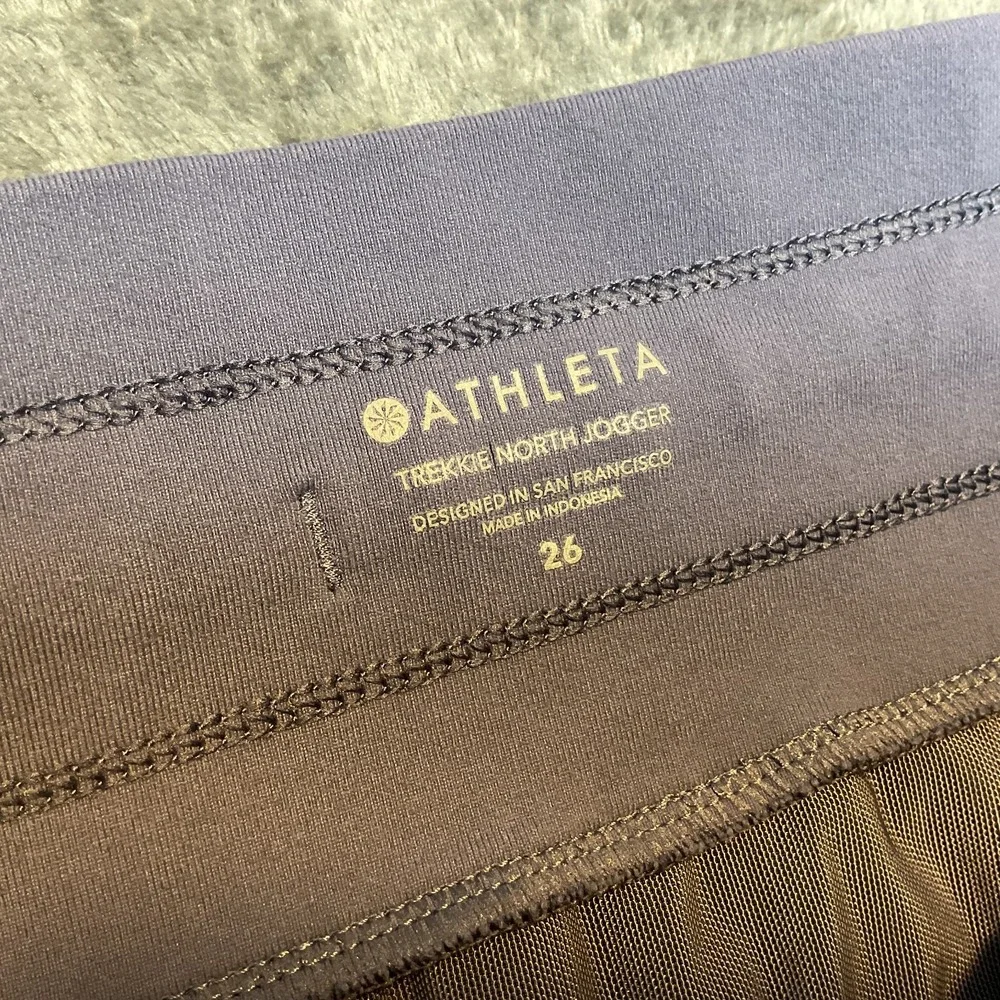 ATHLETA
TREKKIE NORTH JOGGER
DESIGNED IN SAN FRANCISCO
MADE IN INDONESIA
26